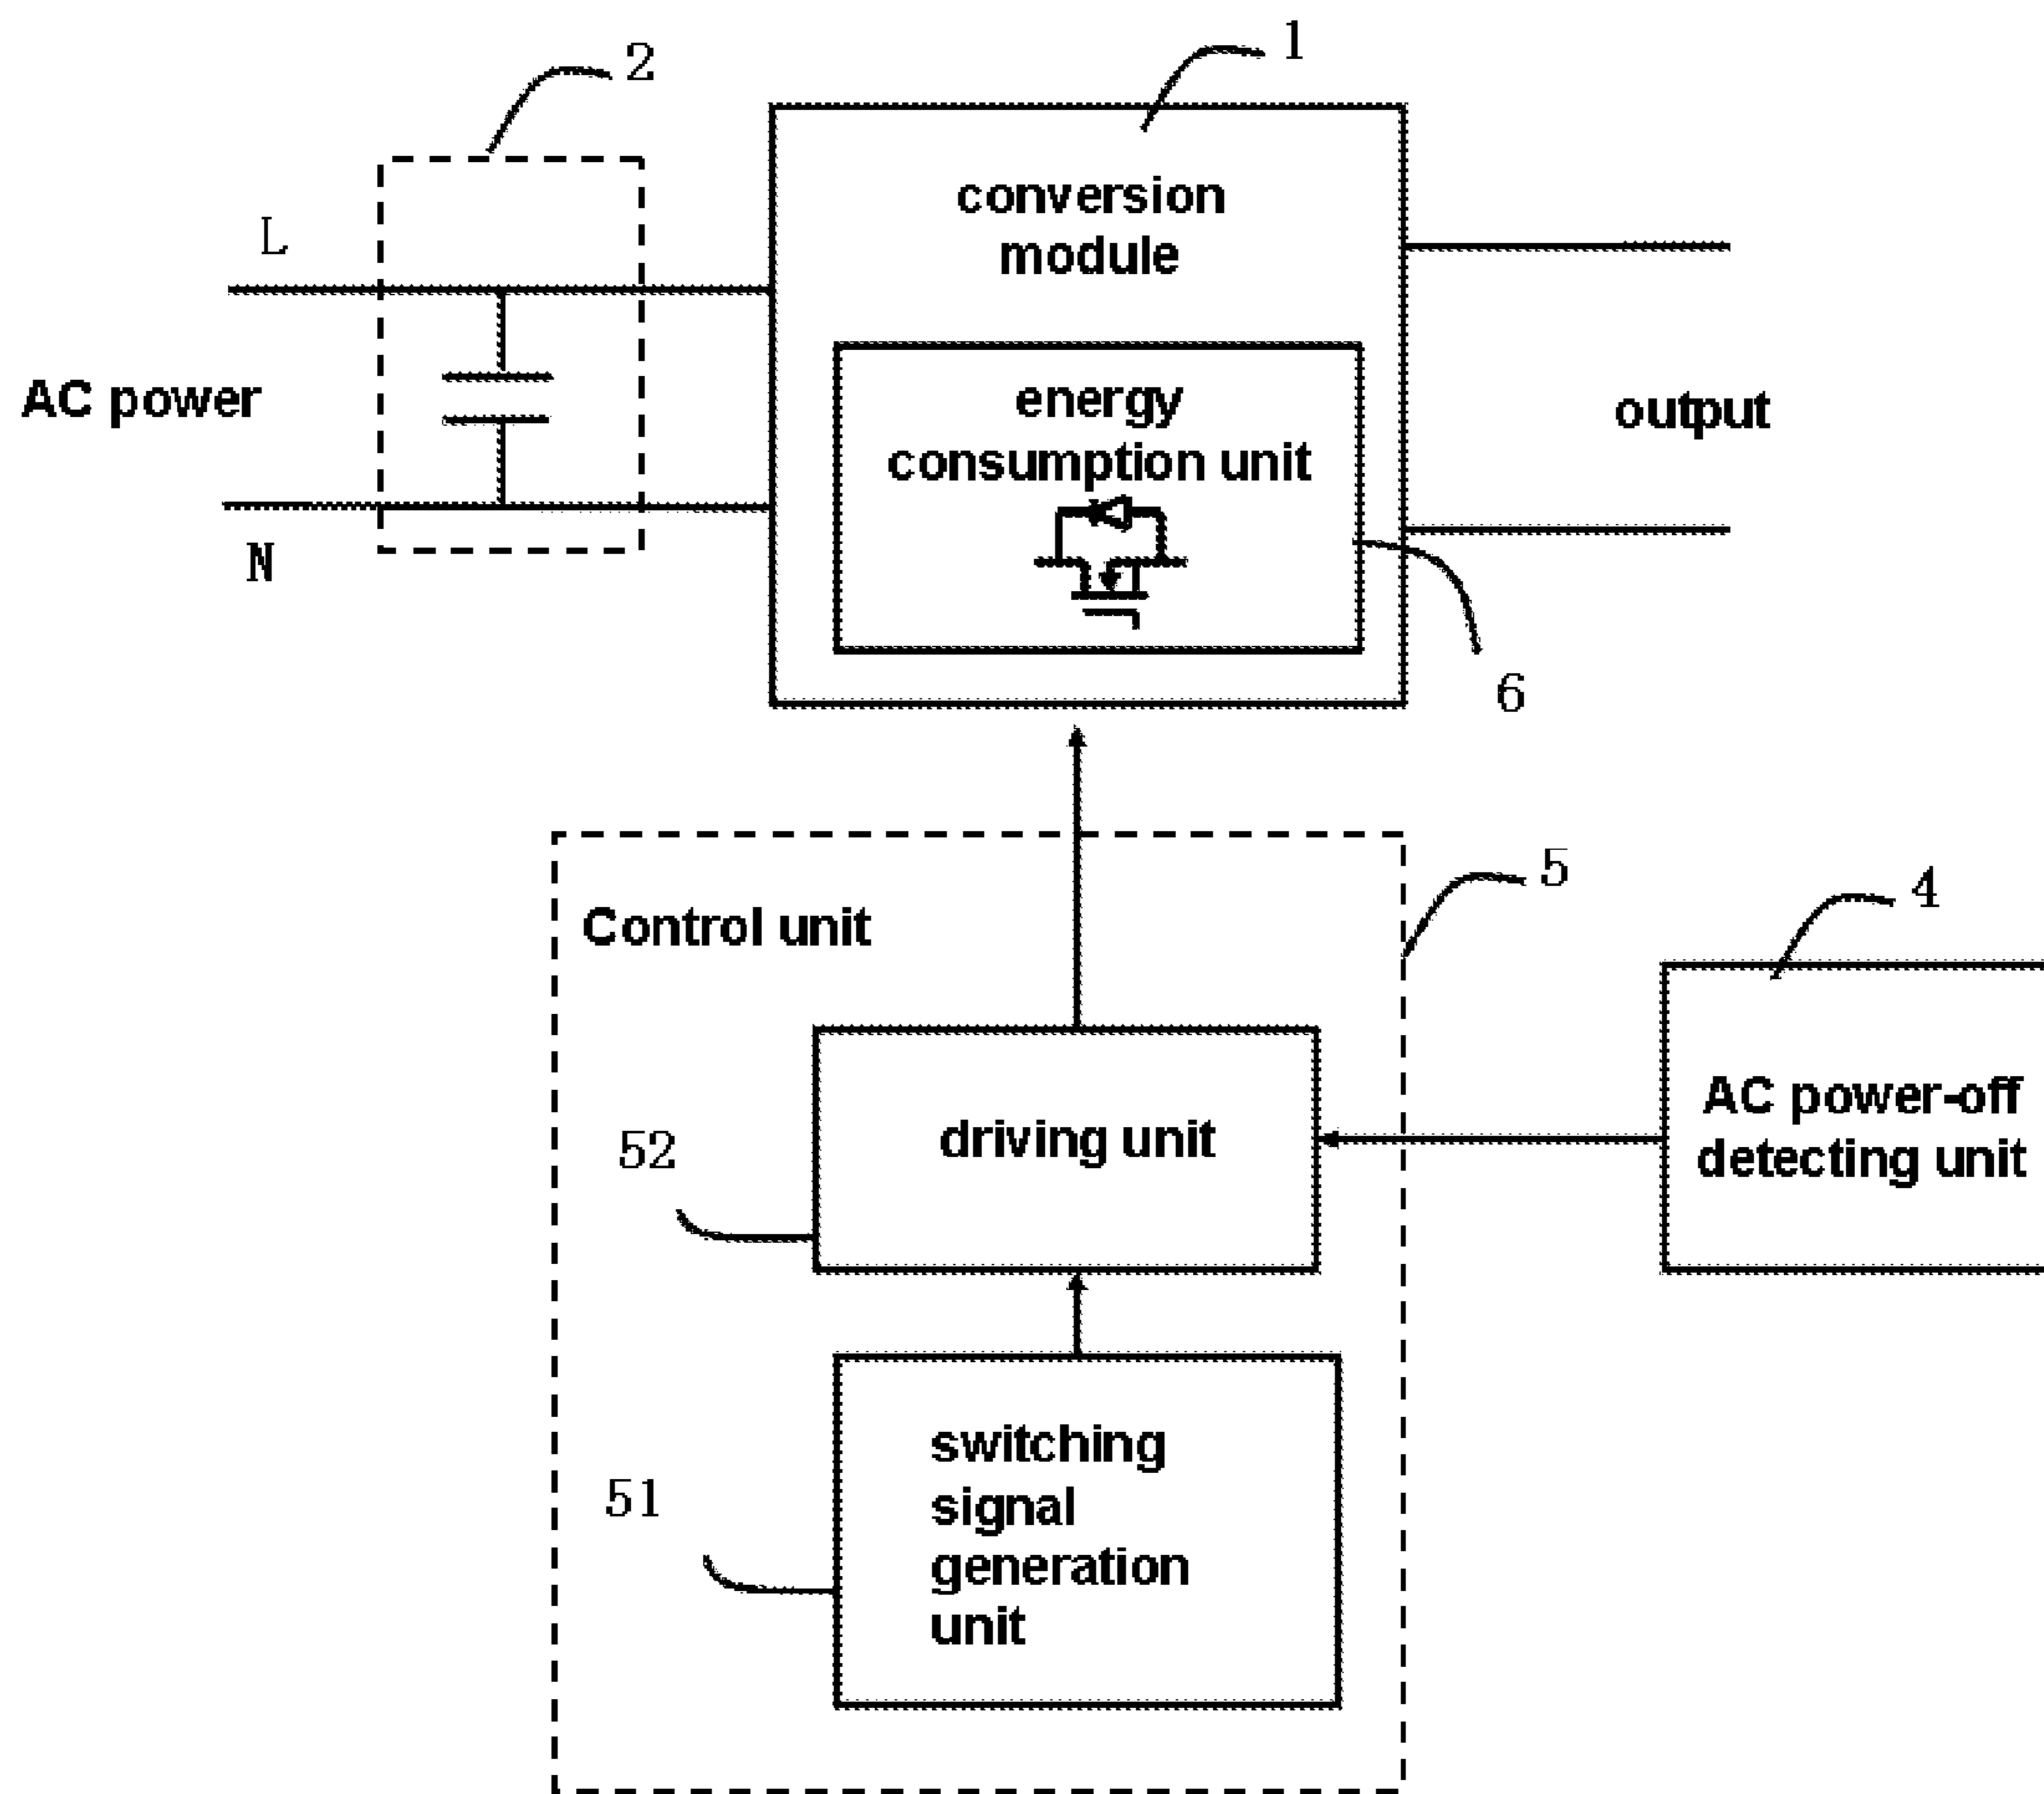 1
2
conversion
module
L
AC power
energy
consumption unit
output
N
6
5
4
Control unit
driving unit
AC power-off
detecting unit
52
switching
signal
generation
unit
51